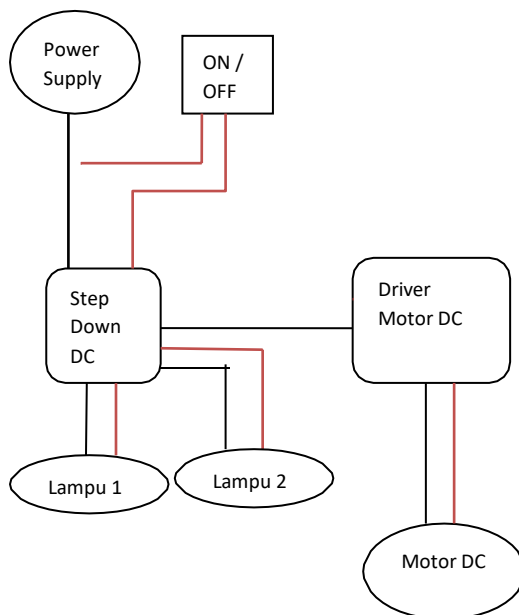 Power
Supply
ON /
OFF
Step
Down
DC
Driver
Motor DC
Lampu 1
Lampu 2
Motor DC